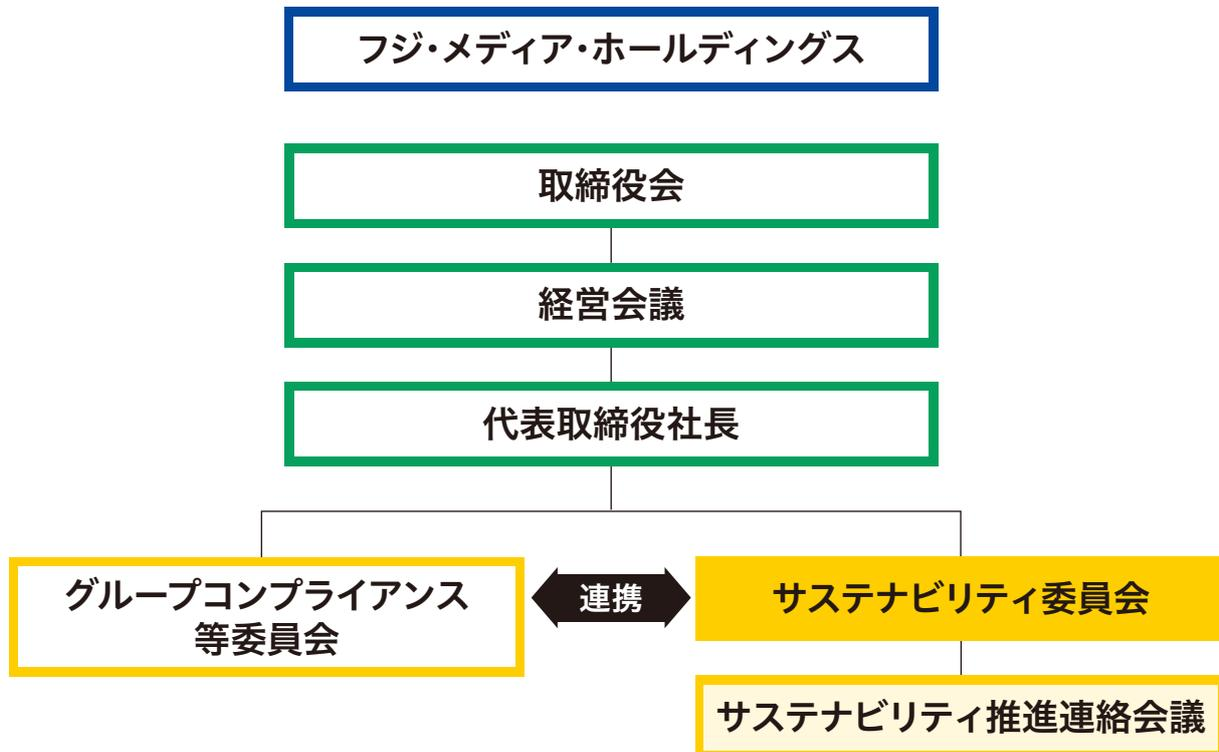 フジ・メディア・ホールディングス
取締役会
経営会議
代表取締役社長
グループコンプライアンス
等委員会
連携
サステナビリティ委員会
サステナビリティ推進連絡会議